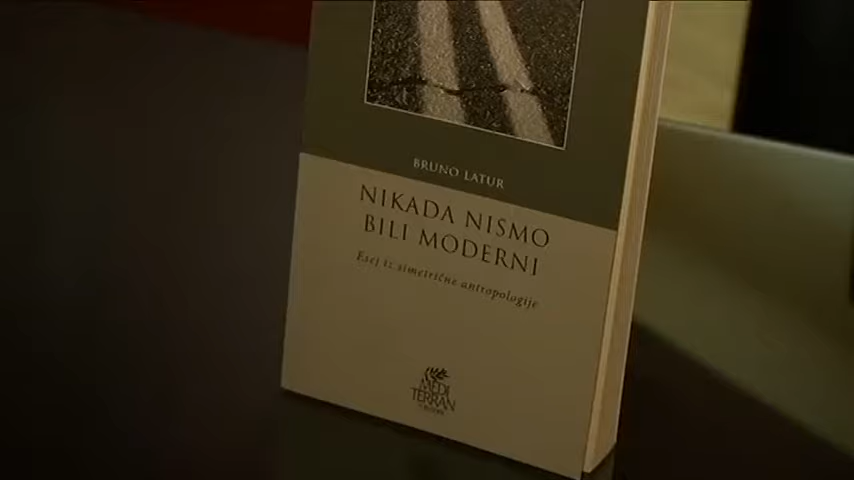 BRUNO LATUR
NIKADA NISMO
BILI MODERNI
Esej iz simetrične antropologije
MEDI
TERRAN